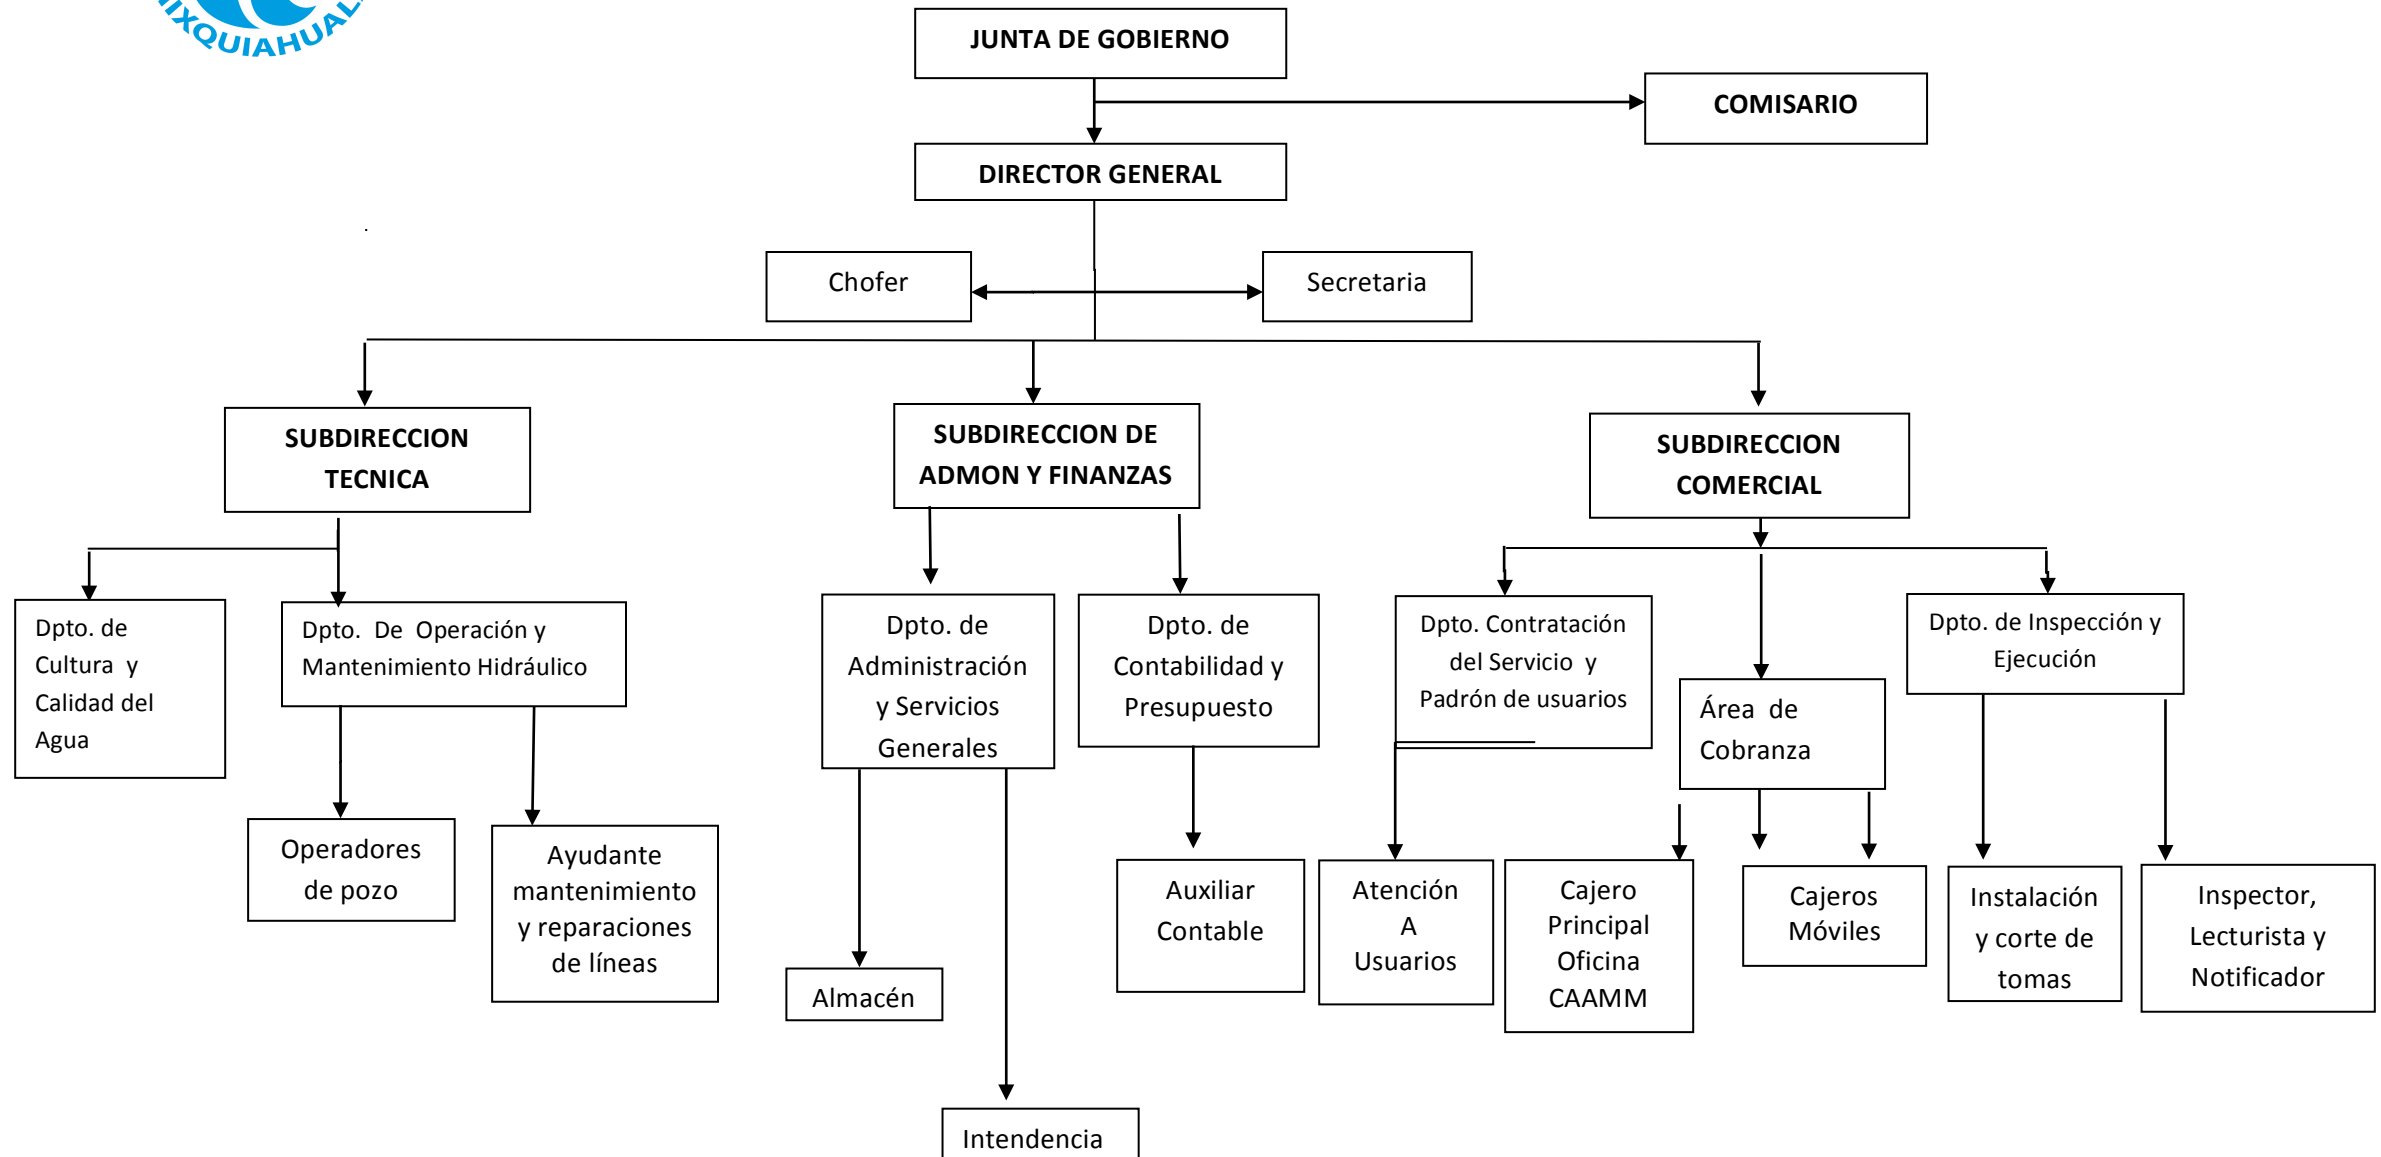 MIXQUIAHUALA
JUNTA DE GOBIERNO
COMISARIO
DIRECTOR GENERAL
Chofer
Secretaria
SUBDIRECCION
TECNICA
SUBDIRECCION DE
ADMON Y FINANZAS
SUBDIRECCION
COMERCIAL
Dpto. de
Cultura y
Calidad del
Agua
Dpto. De Operación y
Mantenimiento Hidráulico
Dpto. de
Administración
y Servicios
Generales
Dpto. de
Contabilidad y
Presupuesto
Dpto. Contratación
del Servicio y
Padrón de usuarios
Área de
Cobranza
Dpto. de Inspección y
Ejecución
Operadores
de pozo
Ayudante
mantenimiento
y reparaciones
de líneas
Almacén
Intendencia
Auxiliar
Contable
Atención
A
Usuarios
Cajero
Principal
Oficina
CAAMM
Cajeros
Móviles
Instalación
y corte de
tomas
Inspector,
Lecturista y
Notificador